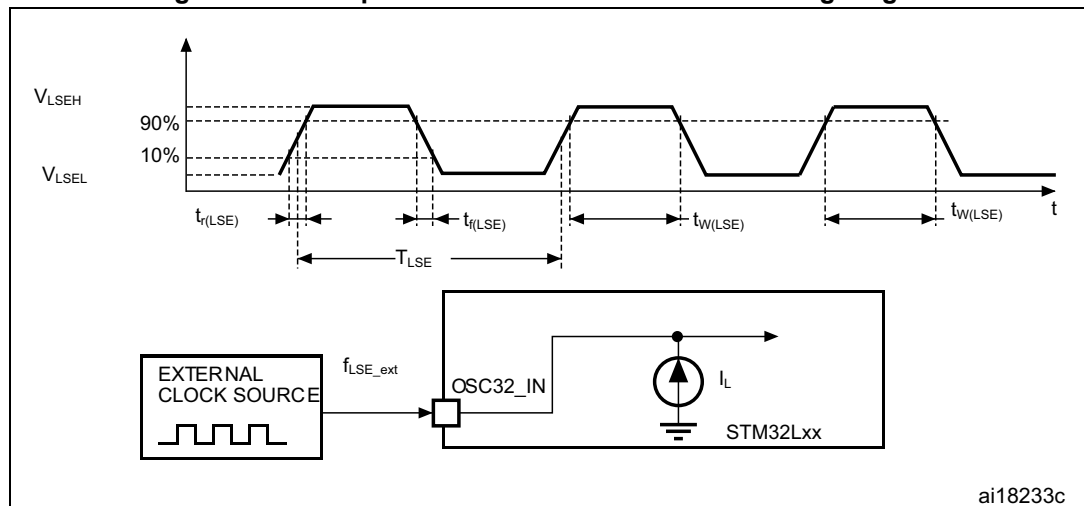 V_LSEH
90%
10%
V_LSEL
t_r(LSE)
t_f(LSE)
t_W(LSE)
t_W(LSE)
t
T_LSE
EXTERNAL
CLOCK SOURCE
f_LSE_ext
OSC32_IN
I_L
STM32Lxx
ai18233c